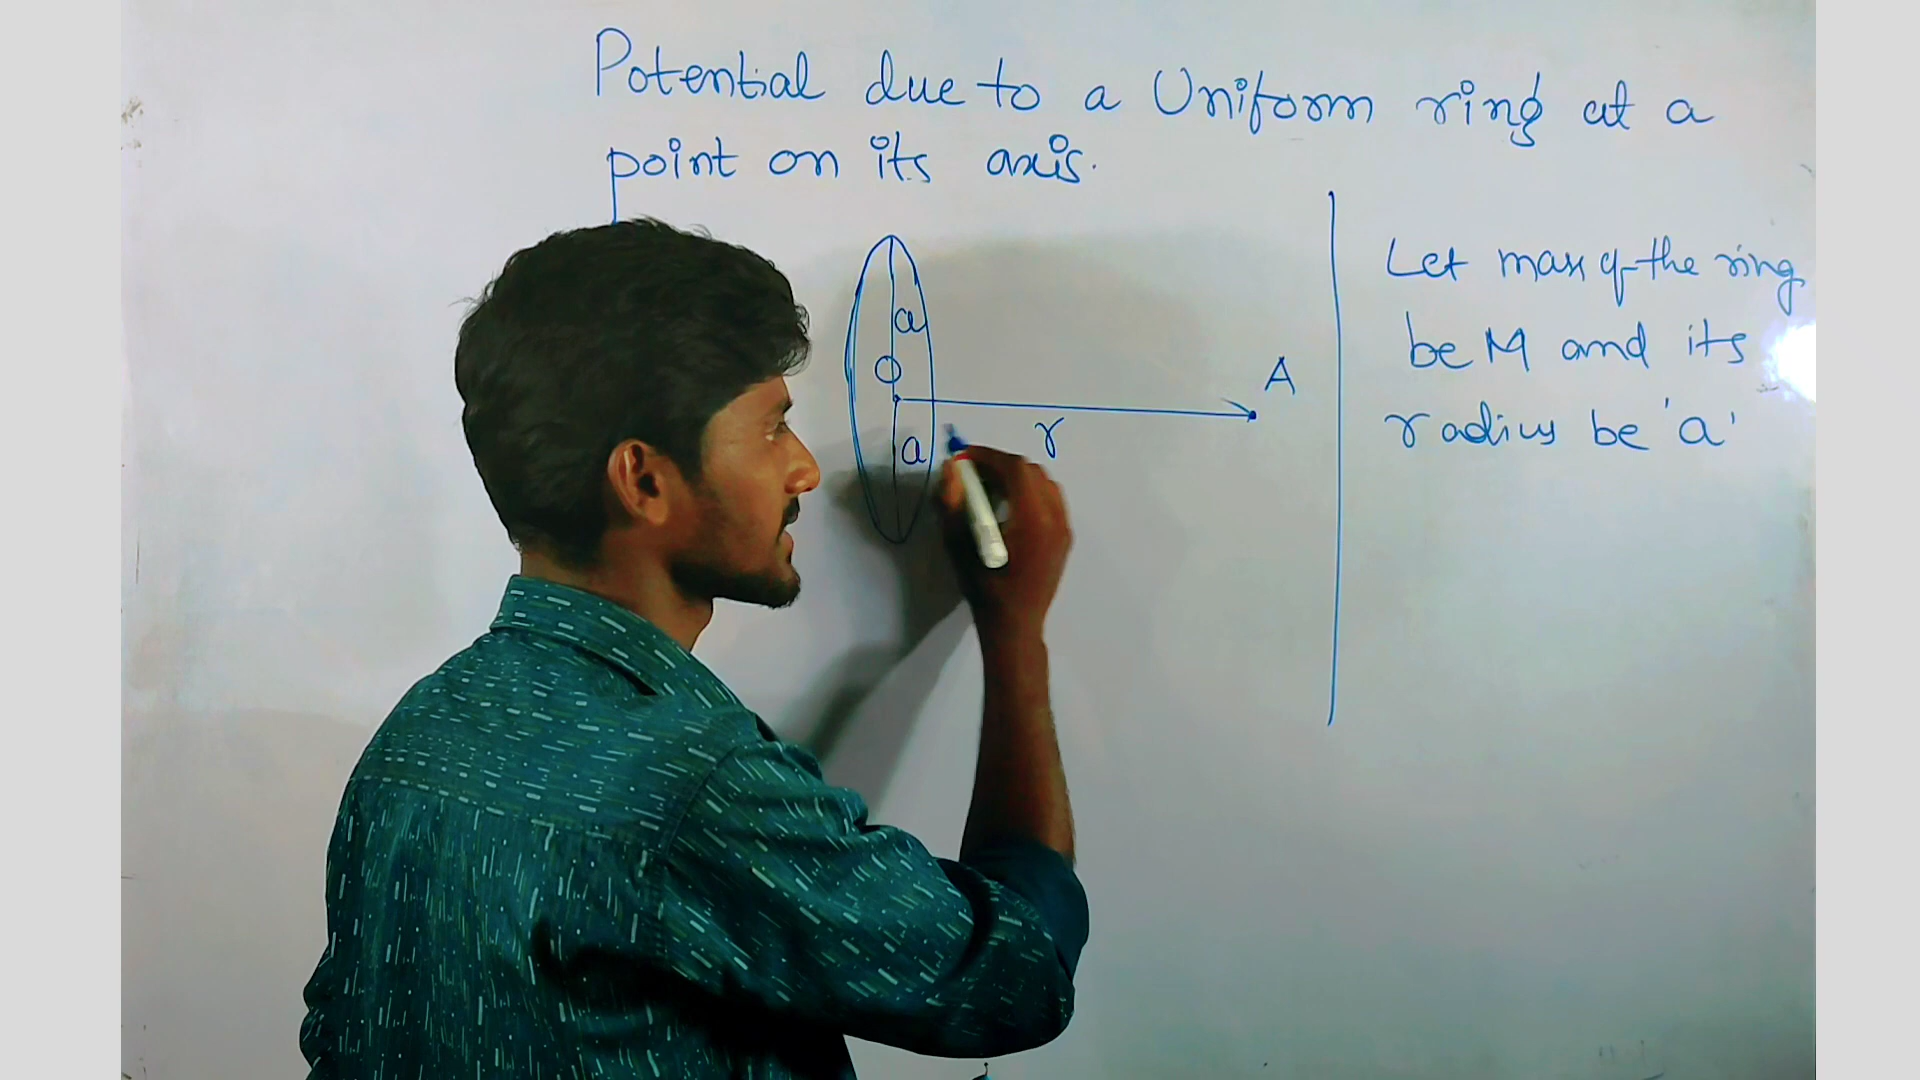 Potential due to a Uniform ring at a
point on its axis.
Let mass of the ring
be M and its
radius be 'a'
a
O
A
r
a